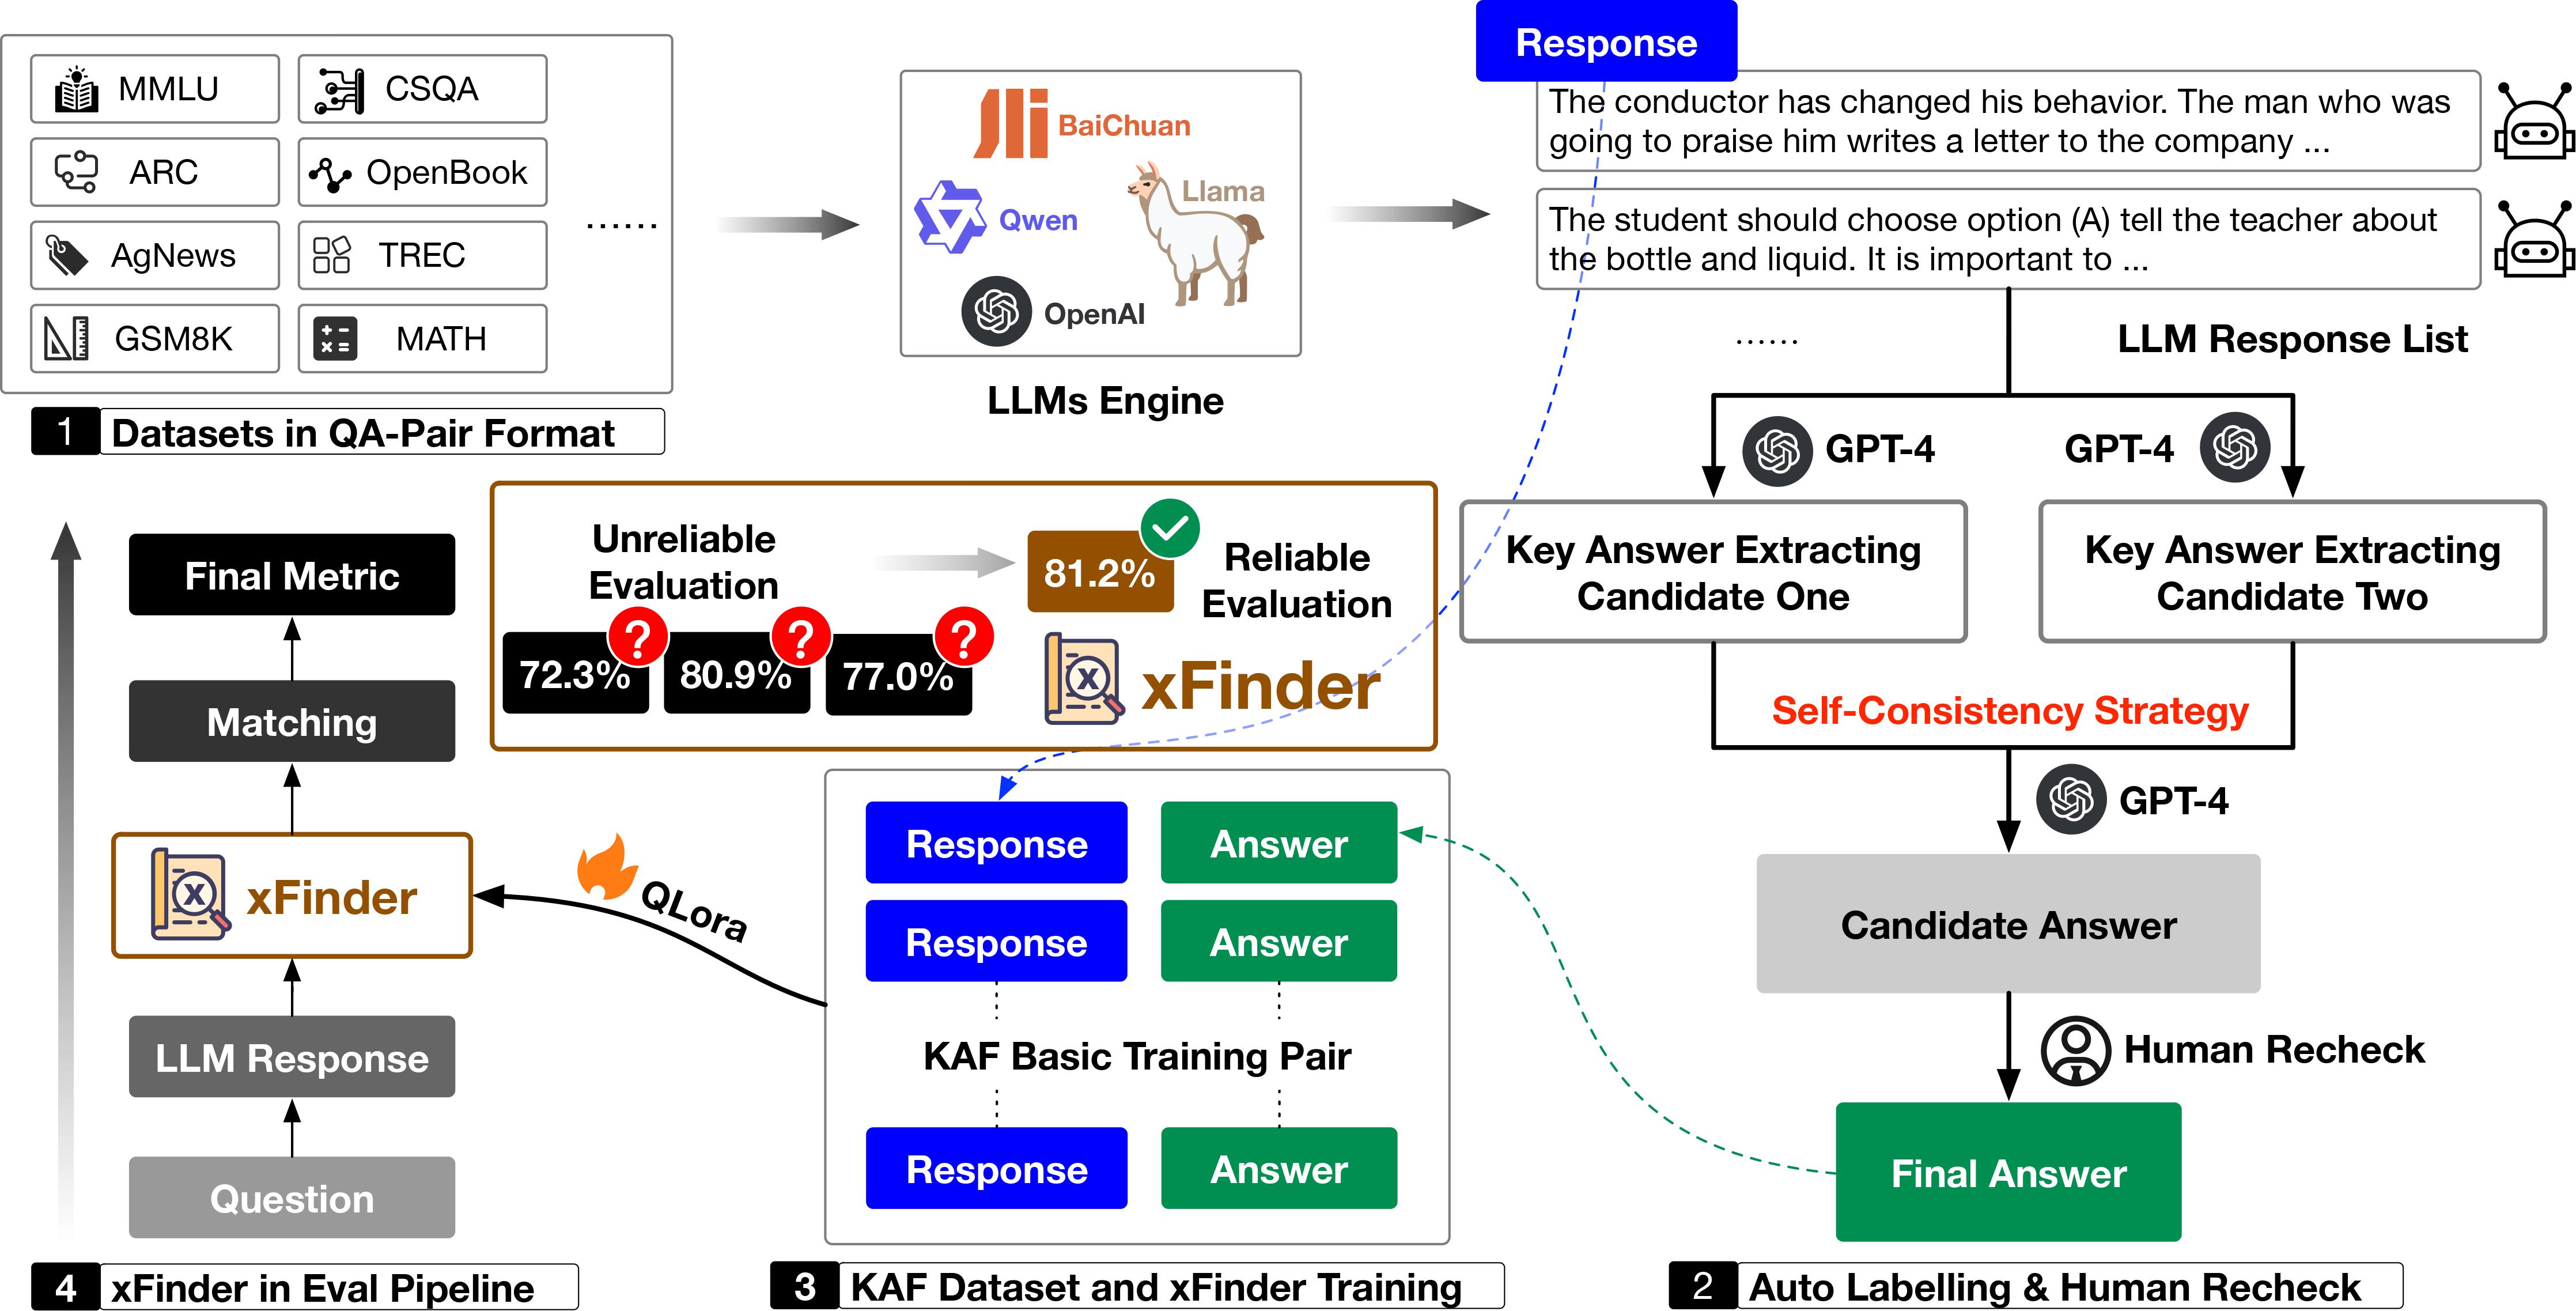 MMLU
CSQA
ARC
OpenBook
AgNews
TREC
GSM8K
MATH
......
1 Datasets in QA-Pair Format
BaiChuan
Qwen
Llama
OpenAI
LLMs Engine
Response
The conductor has changed his behavior. The man who was
going to praise him writes a letter to the company ...
The student should choose option (A) tell the teacher about
the bottle and liquid. It is important to ...
......
LLM Response List
GPT-4
GPT-4
Key Answer Extracting
Candidate One
Key Answer Extracting
Candidate Two
Self-Consistency Strategy
GPT-4
Candidate Answer
Human Recheck
Final Answer
2 Auto Labelling & Human Recheck
Unreliable
Evaluation
72.3%
?
80.9%
?
77.0%
?
81.2%
Reliable
Evaluation
x
xFinder
Response
Answer
Response
Answer
KAF Basic Training Pair
Response
Answer
3 KAF Dataset and xFinder Training
QLora
Final Metric
Matching
x
xFinder
LLM Response
Question
4 xFinder in Eval Pipeline